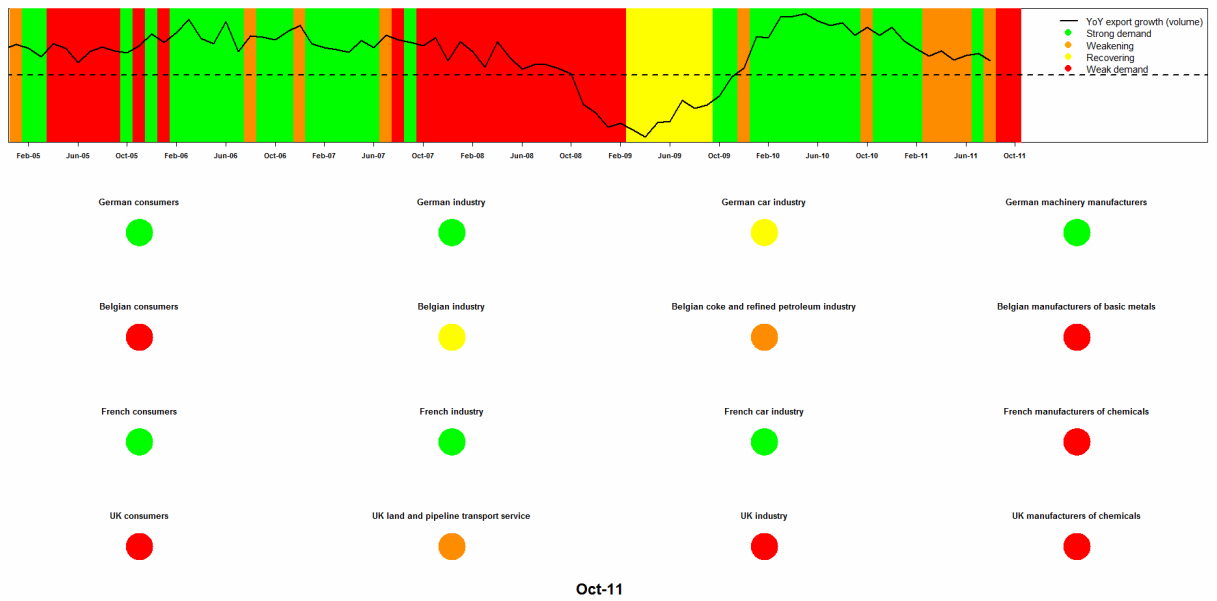 YoY export growth (volume)
Strong demand
Weakening
Recovering
Weak demand
Feb-05 Jun-05 Oct-05 Feb-06 Jun-06 Oct-06 Feb-07 Jun-07 Oct-07 Feb-08 Jun-08 Oct-08 Feb-09 Jun-09 Oct-09 Feb-10 Jun-10 Oct-10 Feb-11 Jun-11 Oct-11
German consumers German industry German car industry German machinery manufacturers
Belgian consumers Belgian industry Belgian coke and refined petroleum industry Belgian manufacturers of basic metals
French consumers French industry French car industry French manufacturers of chemicals
UK consumers UK land and pipeline transport service UK industry UK manufacturers of chemicals
Oct-11